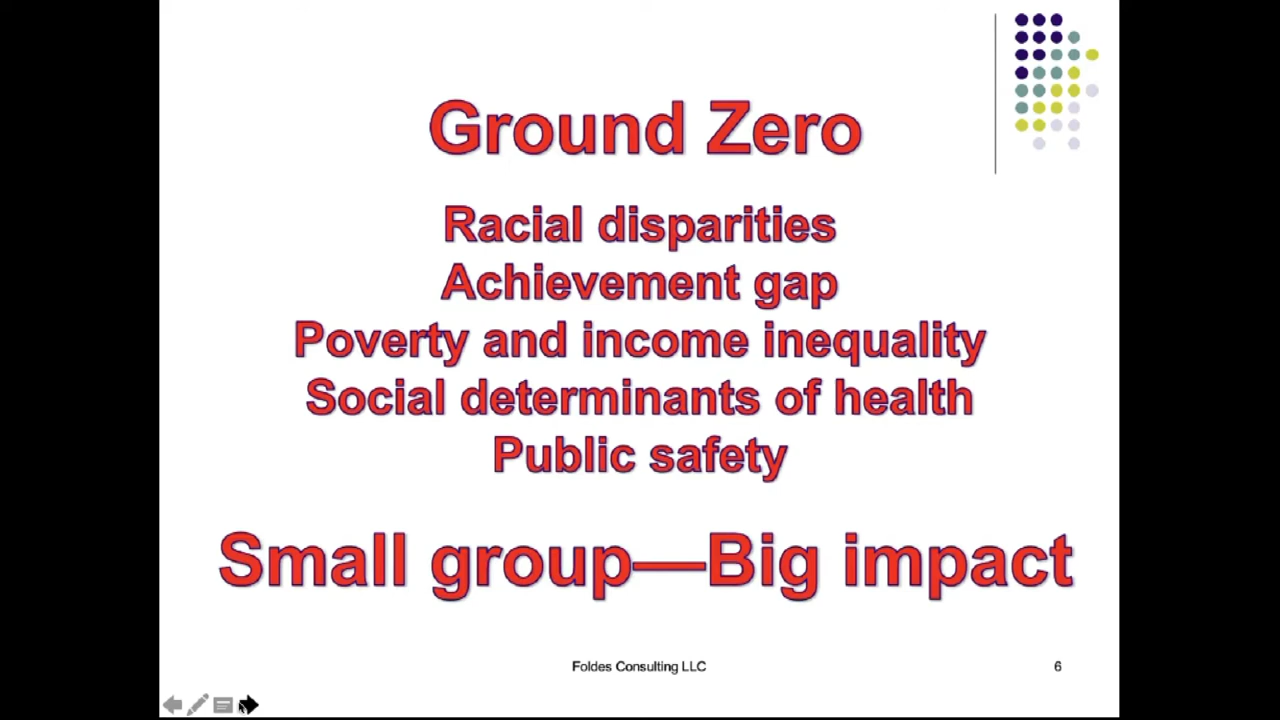 Ground Zero
Racial disparities
Achievement gap
Poverty and income inequality
Social determinants of health
Public safety
Small group—Big impact
Foldes Consulting LLC
6